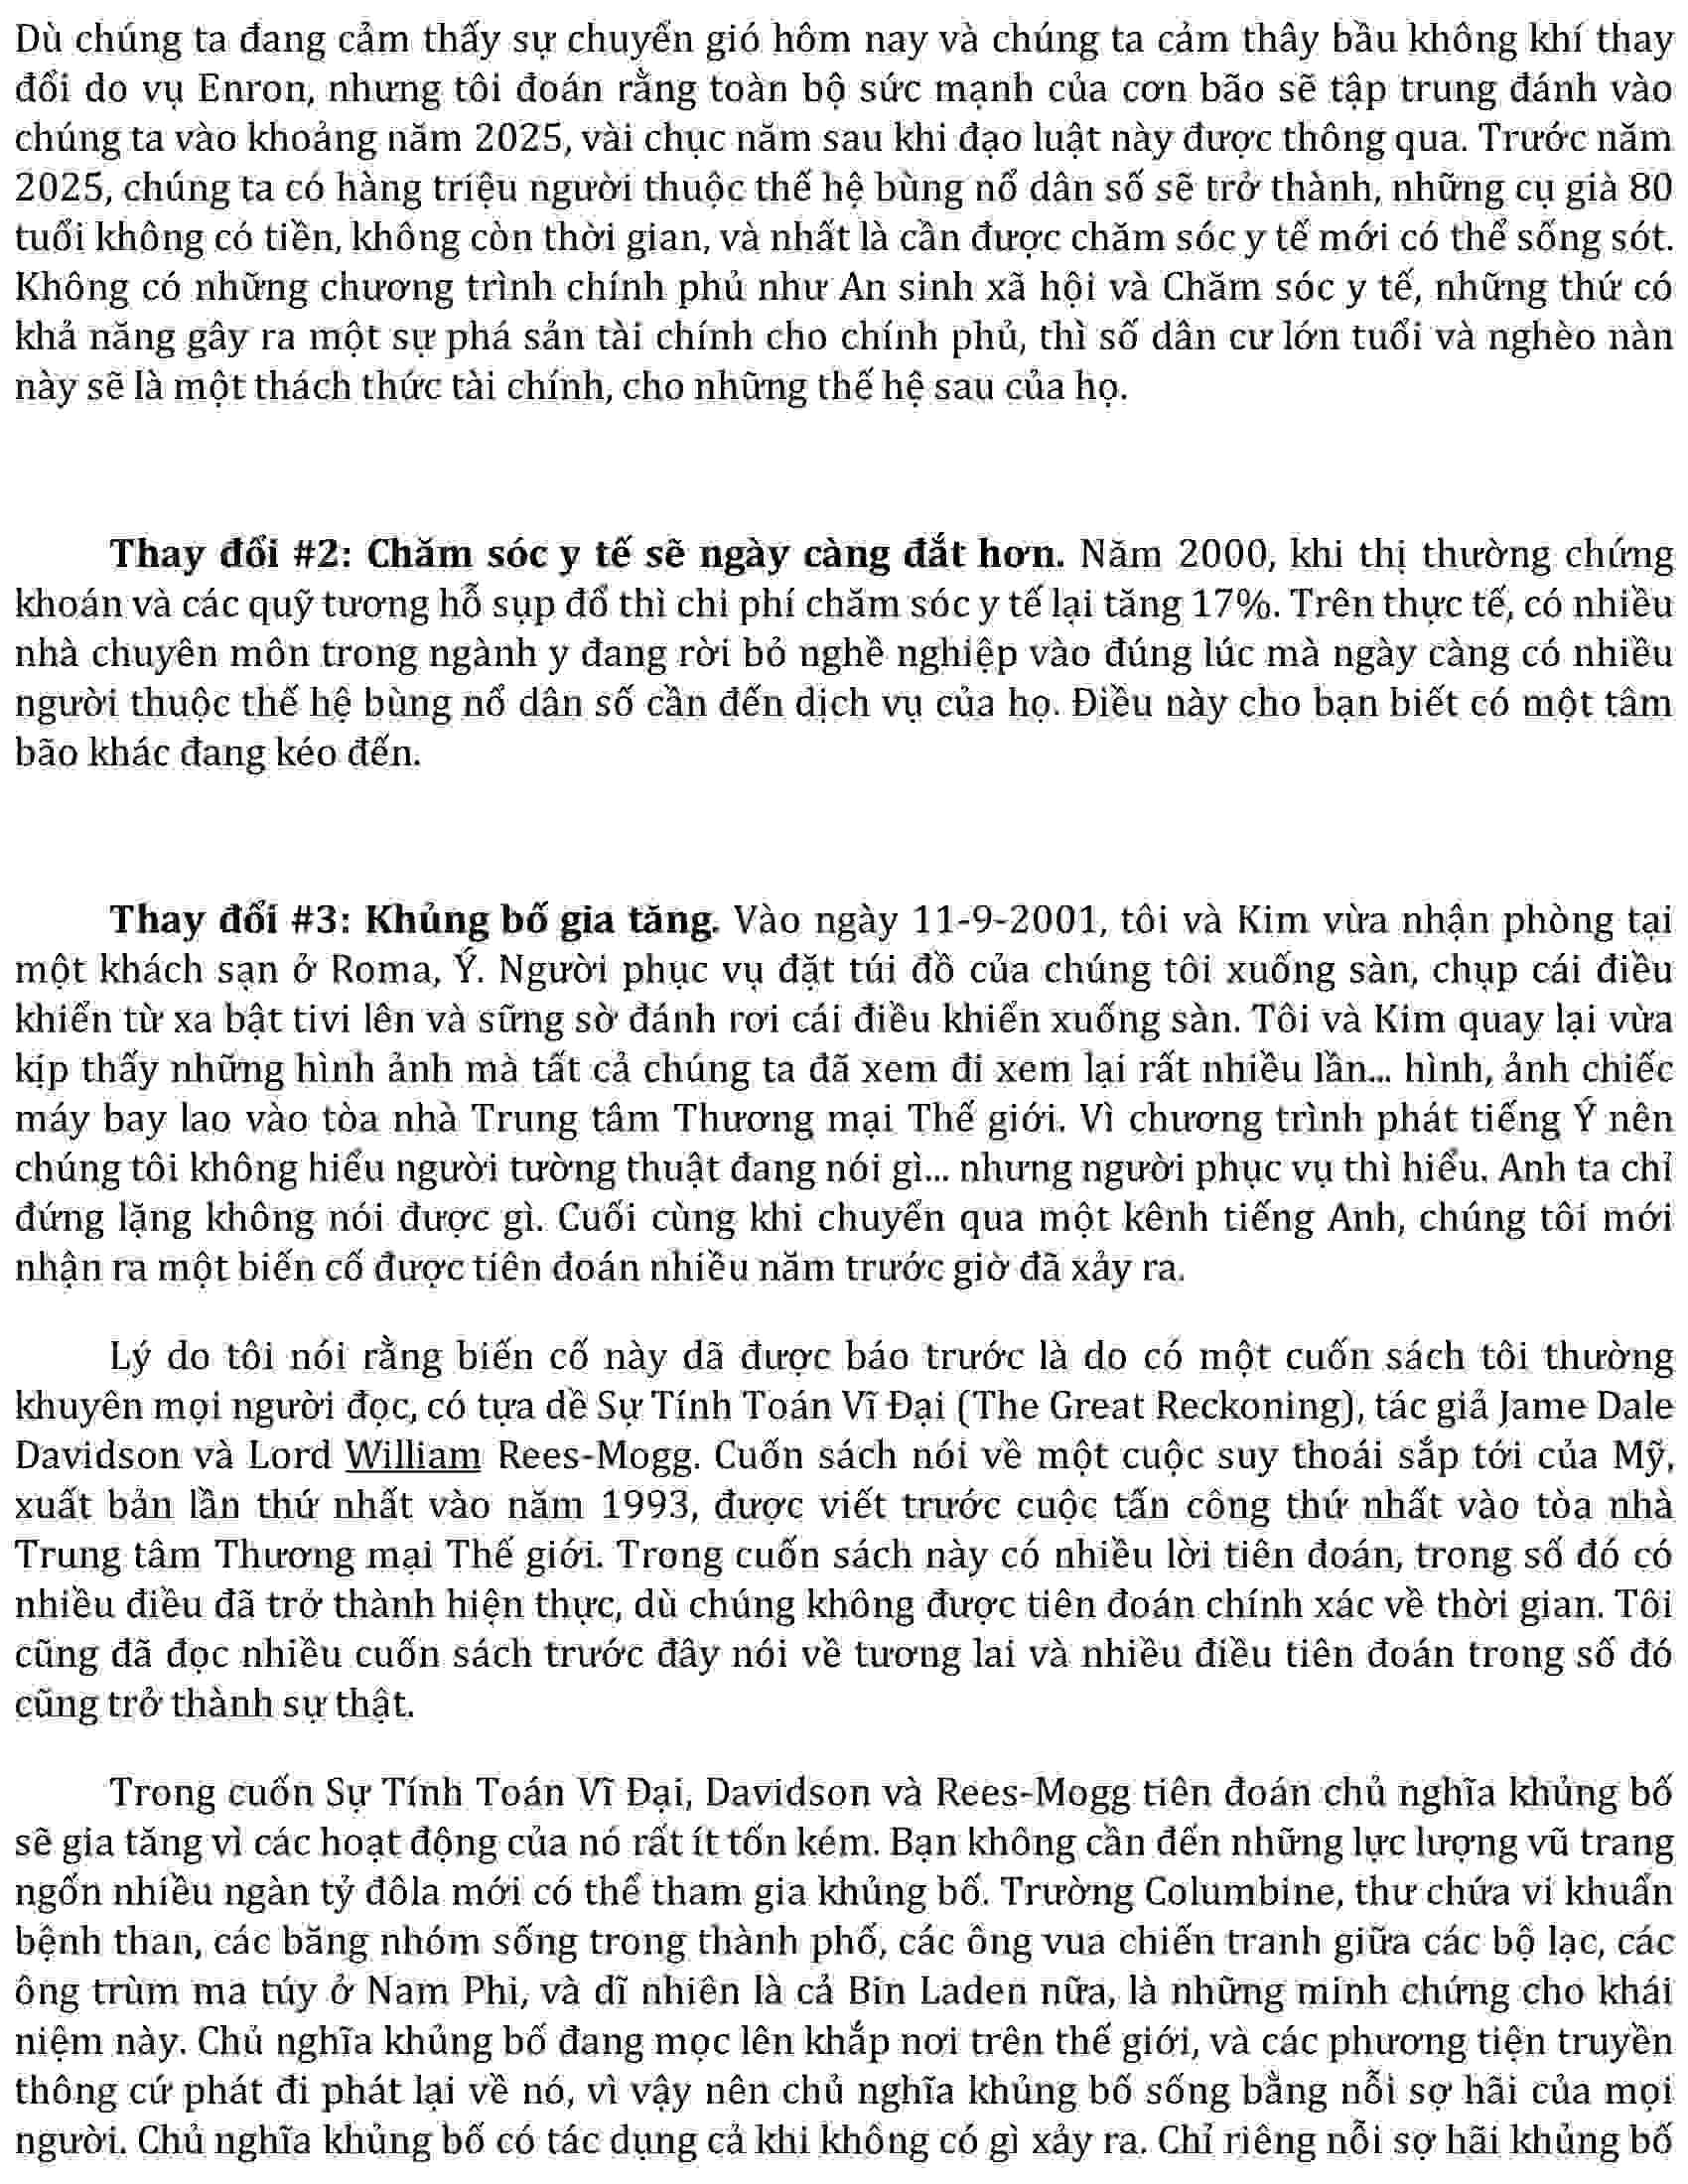 Dù chúng ta đang cảm thấy sự chuyển gió hôm nay và chúng ta cảm thây bầu không khí thay
đổi do vụ Enron, nhưng tôi đoán rằng toàn bộ sức mạnh của cơn bão sẽ tập trung đánh vào
chúng ta vào khoảng năm 2025, vài chục năm sau khi đạo luật này được thông qua. Trước năm
2025, chúng ta có hàng triệu người thuộc thế hệ bùng nổ dân số sẽ trở thành, những cụ già 80
tuổi không có tiền, không còn thời gian, và nhất là cần được chăm sóc y tế mới có thể sống sót.
Không có những chương trình chính phủ như An sinh xã hội và Chăm sóc y tế, những thứ có
khả năng gây ra một sự phá sản tài chính cho chính phủ, thì số dân cư lớn tuổi và nghèo nàn
này sẽ là một thách thức tài chính, cho những thế hệ sau của họ.
Thay đổi #2: Chăm sóc y tế sẽ ngày càng đắt hơn. Năm 2000, khi thị thường chứng
khoán và các quỹ tương hỗ sụp đổ thì chi phí chăm sóc y tế lại tăng 17%. Trên thực tế, có nhiều
nhà chuyên môn trong ngành y đang rời bỏ nghề nghiệp vào đúng lúc mà ngày càng có nhiều
người thuộc thế hệ bùng nổ dân số cần đến dịch vụ của họ. Điều này cho bạn biết có một tâm
bão khác đang kéo đến.
Thay đổi #3: Khủng bố gia tăng. Vào ngày 11-9-2001, tôi và Kim vừa nhận phòng tại
một khách sạn ở Roma, Ý. Người phục vụ đặt túi đồ của chúng tôi xuống sàn, chụp cái điều
khiển từ xa bật tivi lên và sững sờ đánh rơi cái điều khiển xuống sàn. Tôi và Kim quay lại vừa
kịp thấy những hình ảnh mà tất cả chúng ta đã xem đi xem lại rất nhiều lần... hình, ảnh chiếc
máy bay lao vào tòa nhà Trung tâm Thương mại Thế giới. Vì chương trình phát tiếng Ý nên
chúng tôi không hiểu người tường thuật đang nói gì... nhưng người phục vụ thì hiểu. Anh ta chỉ
đứng lặng không nói được gì. Cuối cùng khi chuyển qua một kênh tiếng Anh, chúng tôi mới
nhận ra một biến cố được tiên đoán nhiều năm trước giờ đã xảy ra.
Lý do tôi nói rằng biến cố này dã được báo trước là do có một cuốn sách tôi thường
khuyên mọi người đọc, có tựa dề Sự Tính Toán Vĩ Đại (The Great Reckoning), tác giả Jame Dale
Davidson và Lord William Rees-Mogg. Cuốn sách nói về một cuộc suy thoái sắp tới của Mỹ,
xuất bản lần thứ nhất vào năm 1993, được viết trước cuộc tấn công thứ nhất vào tòa nhà
Trung tâm Thương mại Thế giới. Trong cuốn sách này có nhiều lời tiên đoán, trong số đó có
nhiều điều đã trở thành hiện thực, dù chúng không được tiên đoán chính xác về thời gian. Tôi
cũng đã đọc nhiều cuốn sách trước đây nói về tương lai và nhiều điều tiên đoán trong số đó
cũng trở thành sự thật.
Trong cuốn Sự Tính Toán Vĩ Đại, Davidson và Rees-Mogg tiên đoán chủ nghĩa khủng bố
sẽ gia tăng vì các hoạt động của nó rất ít tốn kém. Bạn không cần đến những lực lượng vũ trang
ngốn nhiều ngàn tỷ đôla mới có thể tham gia khủng bố. Trường Columbine, thư chứa vi khuẩn
bệnh than, các băng nhóm sống trong thành phố, các ông vua chiến tranh giữa các bộ lạc, các
ông trùm ma túy ở Nam Phi, và dĩ nhiên là cả Bin Laden nữa, là những minh chứng cho khái
niệm này. Chủ nghĩa khủng bố đang mọc lên khắp nơi trên thế giới, và các phương tiện truyền
thông cứ phát đi phát lại về nó, vì vậy nên chủ nghĩa khủng bố sống bằng nỗi sợ hãi của mọi
người. Chủ nghĩa khủng bố có tác dụng cả khi không có gì xảy ra. Chỉ riêng nỗi sợ hãi khủng bố